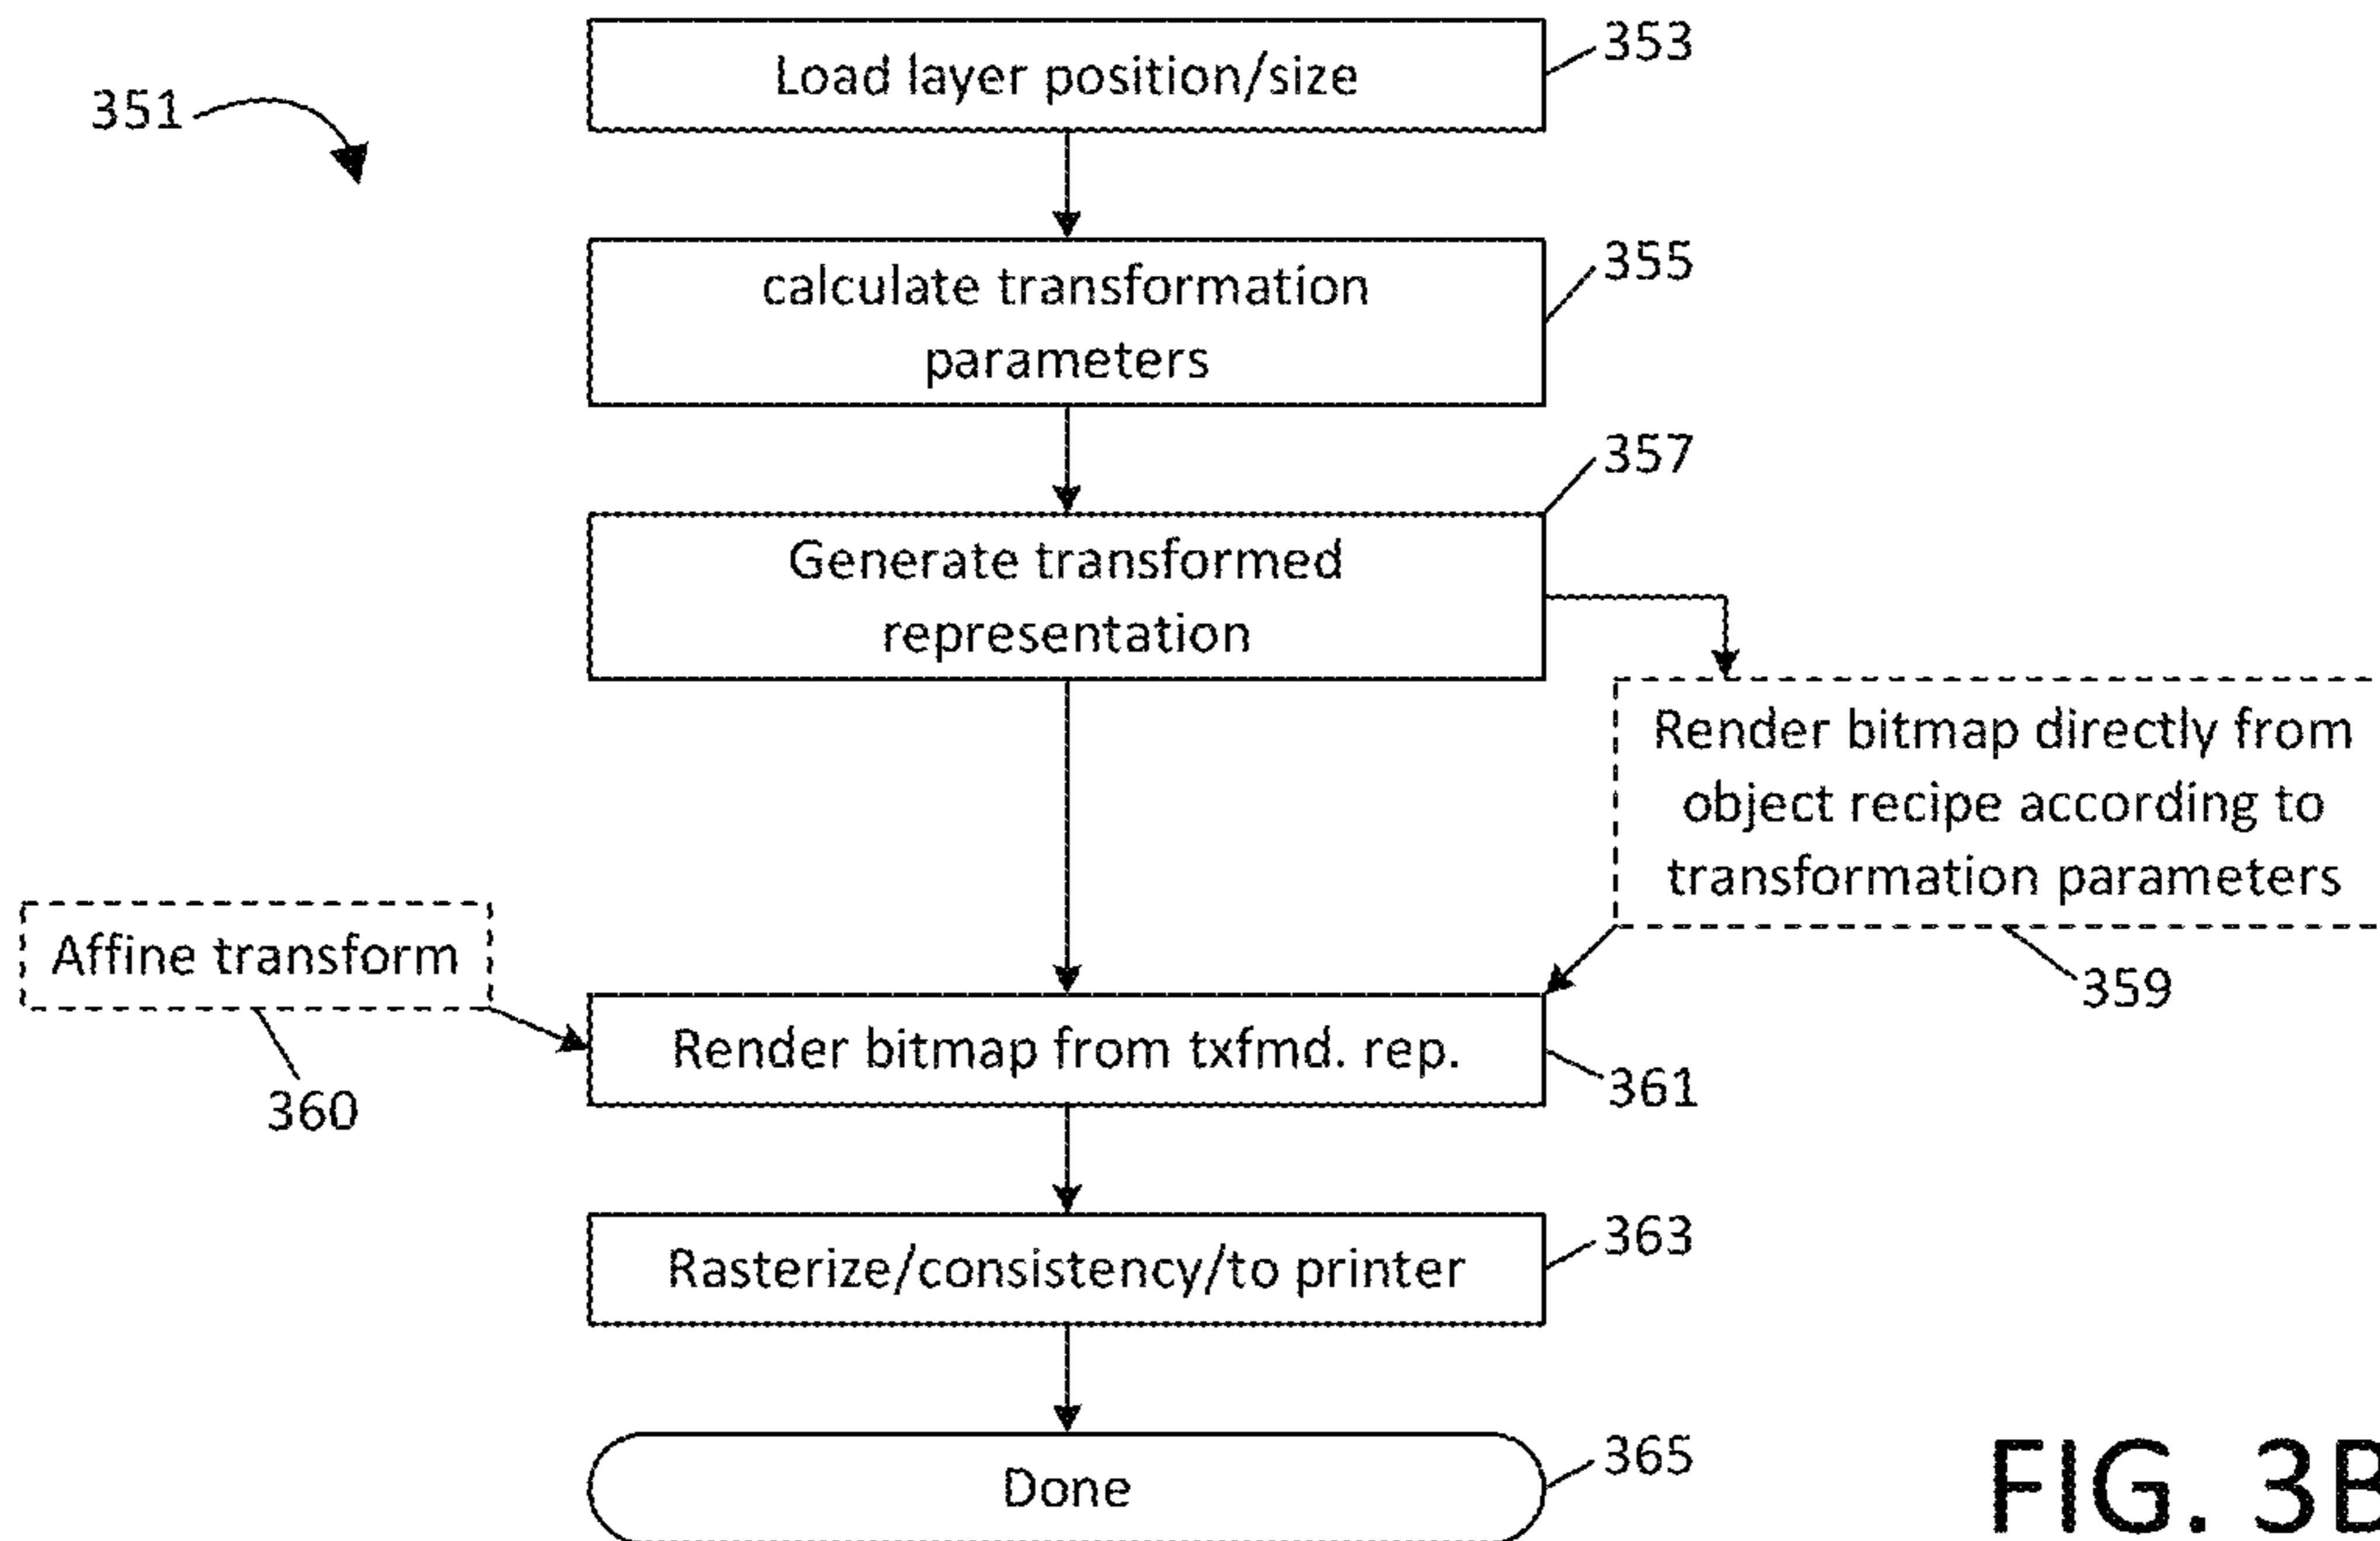 Load layer position/size
353
351
calculate transformation
parameters
355
357
Generate transformed
representation
Render bitmap directly from
object recipe according to
transformation parameters
359
Affine transform
360
Render bitmap from txfmd. rep.
361
Rasterize/consistency/to printer
363
Done
365
FIG. 3B